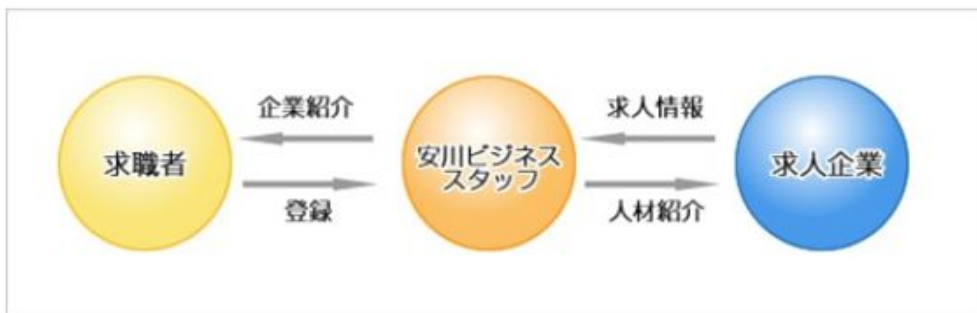 企業紹介
求人情報
求職者
安川ビジネス
スタッフ
求人企業
登録
人材紹介